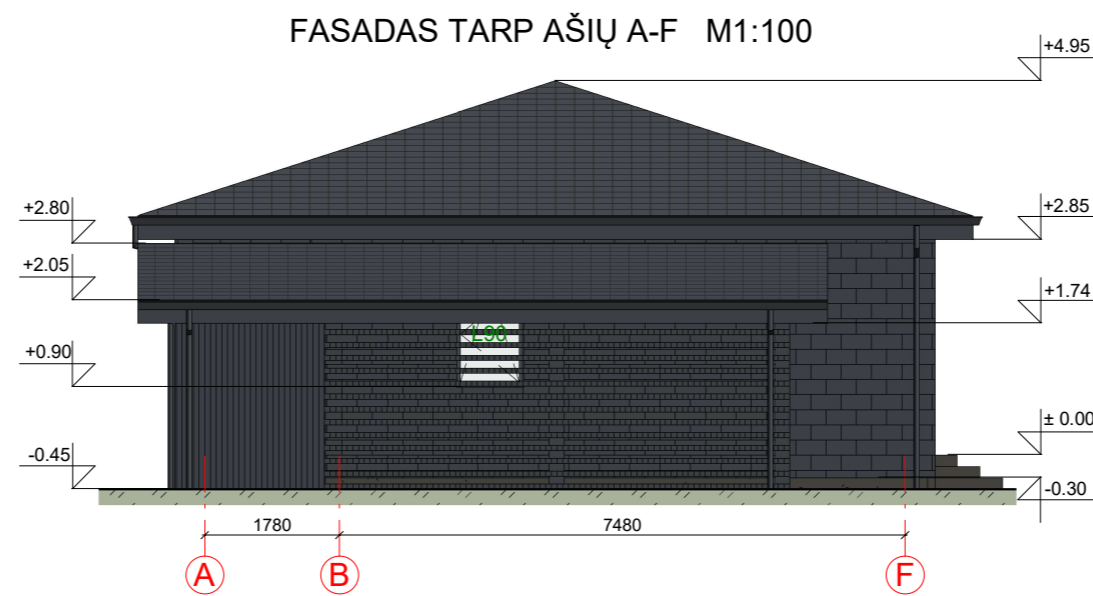 FASADAS TARP AŠIŲ A-F M1:100
+4.95
+2.80
+2.85
+2.05
+1.74
L90
+0.90
± 0.00
-0.45
-0.30
1780
7480
A
B
F